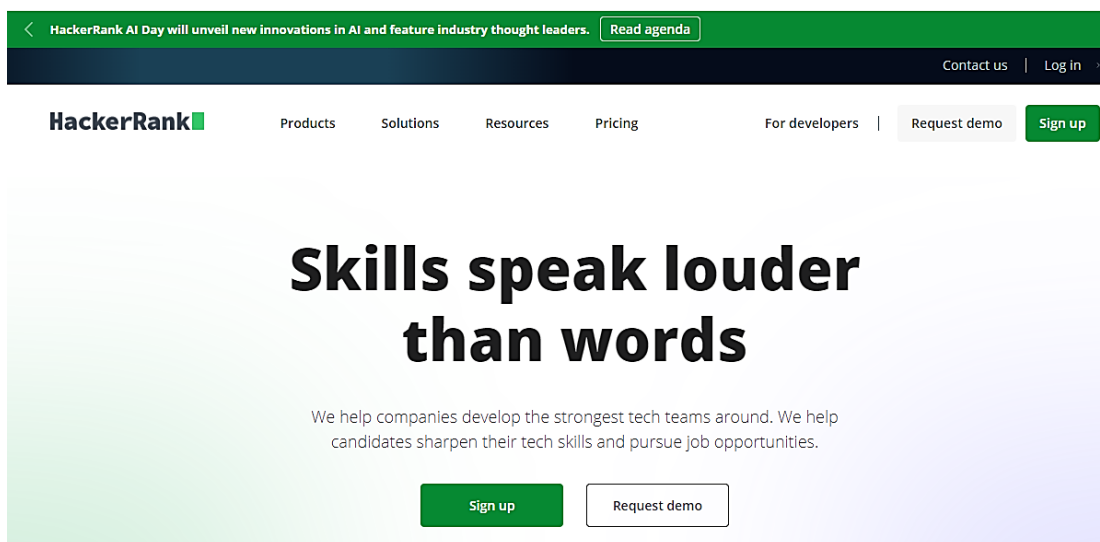 HackerRank AI Day will unveil new innovations in AI and feature industry thought leaders. Read agenda
Contact us | Log in
HackerRank Products Solutions Resources Pricing For developers | Request demo Sign up
Skills speak louder
than words
We help companies develop the strongest tech teams around. We help
candidates sharpen their tech skills and pursue job opportunities.
Sign up Request demo